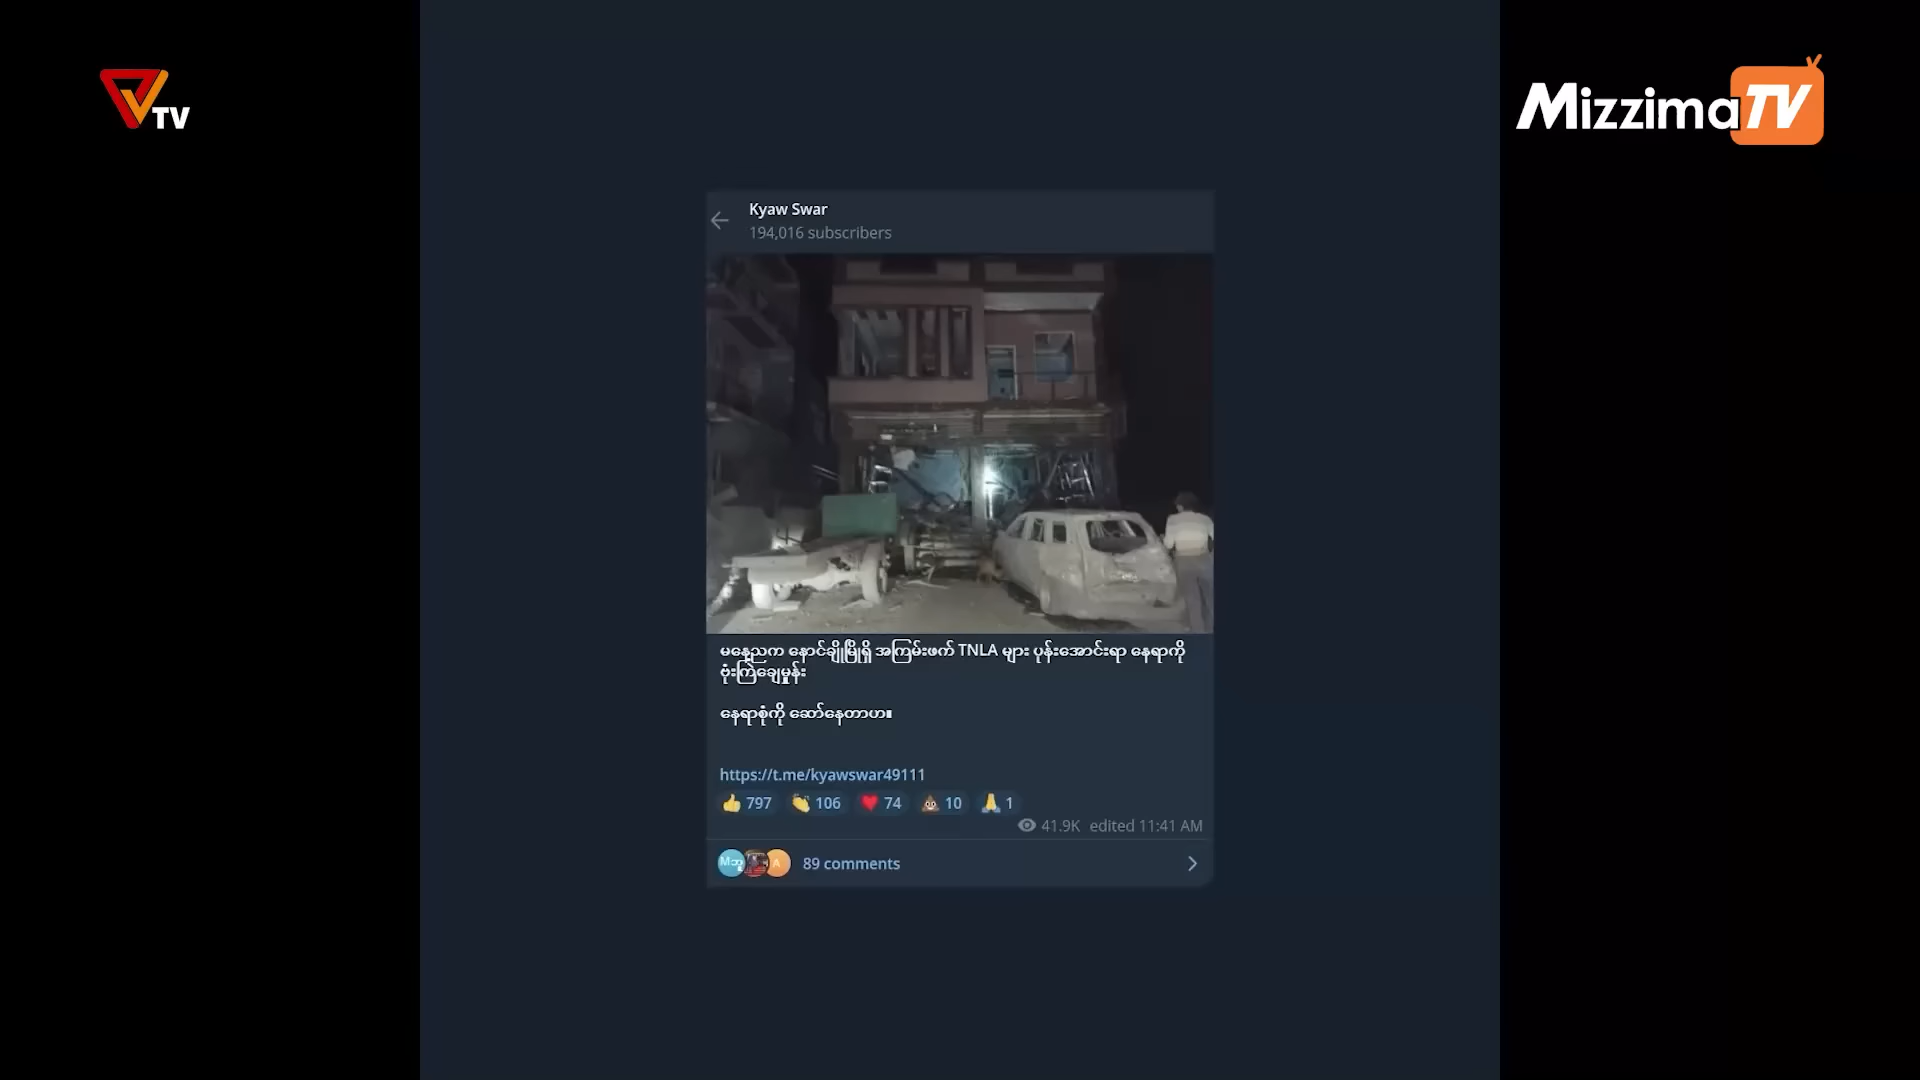 TV
MizzimaTV
Kyaw Swar
194,016 subscribers
မနေ့ညက နောင်ချိုမြို့ရှိ အကြမ်းဖက် TNLA များ ပုန်းအောင်းရာ နေရာကို
ဗုံးကြဲချေမှုန်း
နေရာစုံကို ဆော်နေတာဟ။
https://t.me/kyawswar49111
797 106 74 10 1
41.9K edited 11:41 AM
89 comments